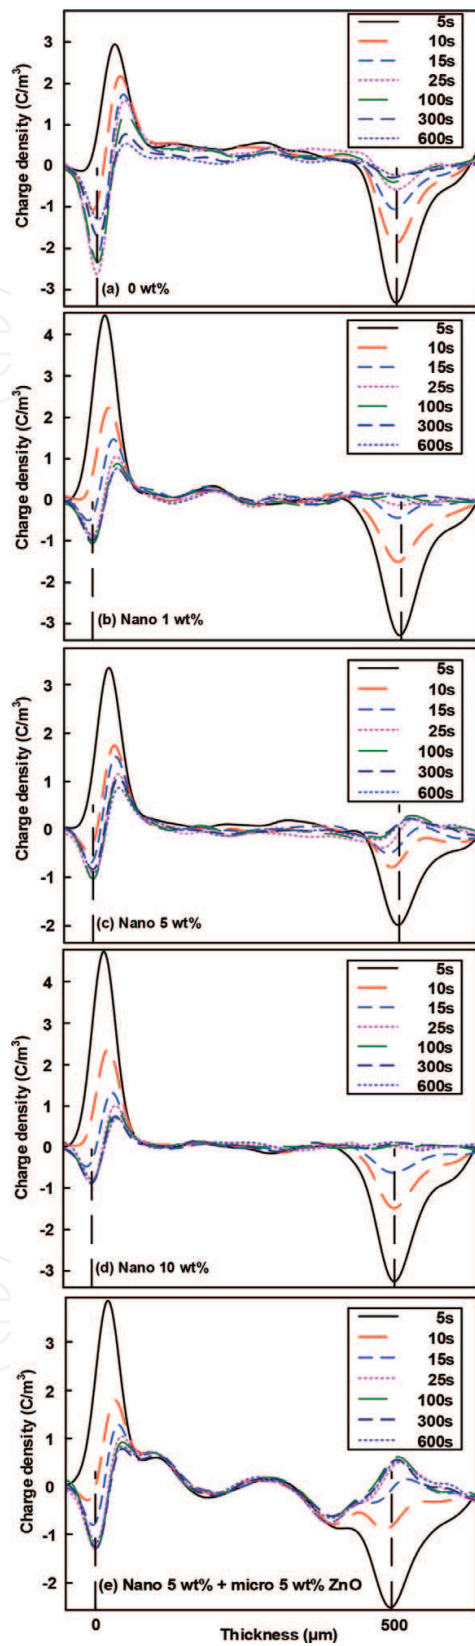 Charge density (C/m³)
3
2
1
0
-1
-2
-3
5s
10s
15s
25s
100s
300s
600s
(a) 0 wt%
Charge density (C/m³)
4
3
2
1
0
-1
-2
-3
5s
10s
15s
25s
100s
300s
600s
(b) Nano 1 wt%
Charge density (C/m³)
3
2
1
0
-1
-2
5s
10s
15s
25s
100s
300s
600s
(c) Nano 5 wt%
Charge density (C/m³)
4
3
2
1
0
-1
-2
-3
5s
10s
15s
25s
100s
300s
600s
(d) Nano 10 wt%
Charge density (C/m³)
3
2
1
0
-1
-2
5s
10s
15s
25s
100s
300s
600s
(e) Nano 5 wt% + micro 5 wt% ZnO
0
Thickness (μm)
500